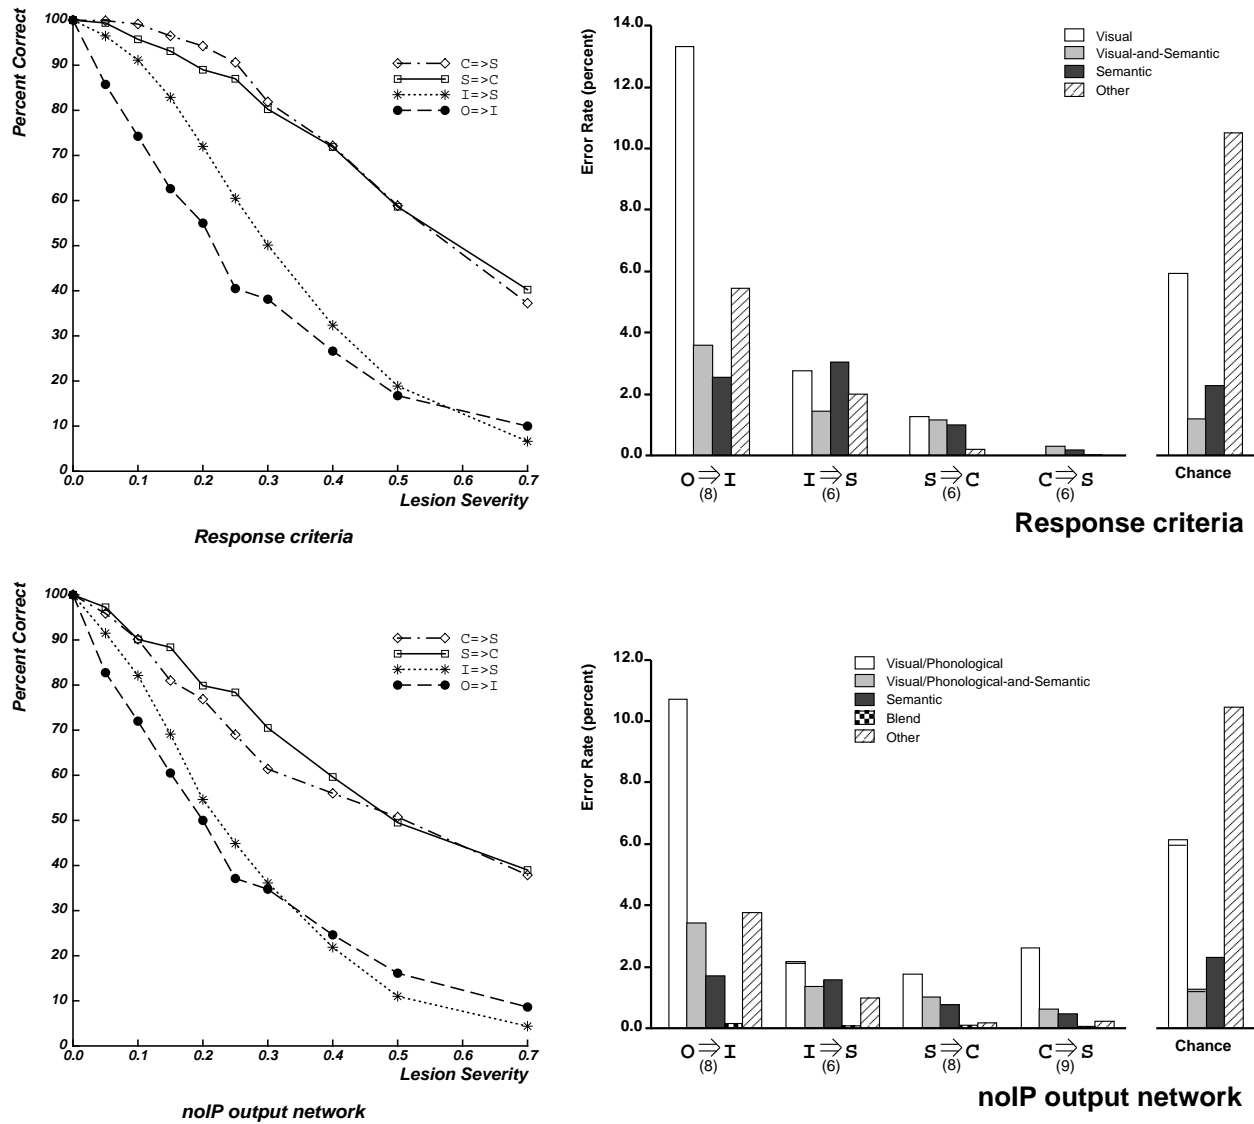 Percent Correct
100
90
80
70
60
50
40
30
20
10
0
0.0 0.1 0.2 0.3 0.4 0.5 0.6 0.7
Lesion Severity
C=>S
S=>C
I=>S
O=>I
Response criteria
Error Rate (percent)
14.0
12.0
10.0
8.0
6.0
4.0
2.0
0.0
Visual
Visual-and-Semantic
Semantic
Other
O⇒I I⇒S S⇒C C⇒S Chance
(8) (6) (6) (6)
Response criteria
Percent Correct
100
90
80
70
60
50
40
30
20
10
0
0.0 0.1 0.2 0.3 0.4 0.5 0.6 0.7
Lesion Severity
C=>S
S=>C
I=>S
O=>I
noIP output network
Error Rate (percent)
12.0
10.0
8.0
6.0
4.0
2.0
0.0
Visual/Phonological
Visual/Phonological-and-Semantic
Semantic
Blend
Other
O⇒I I⇒S S⇒C C⇒S Chance
(8) (6) (8) (9)
noIP output network